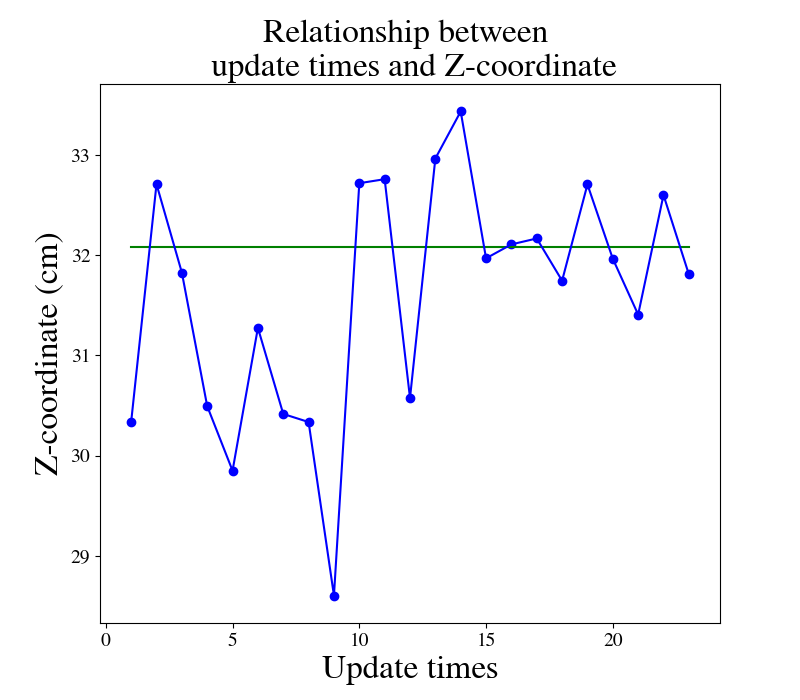 Relationship between
update times and Z-coordinate
Z-coordinate (cm)
33
32
31
30
29
0 5 10 15 20
Update times